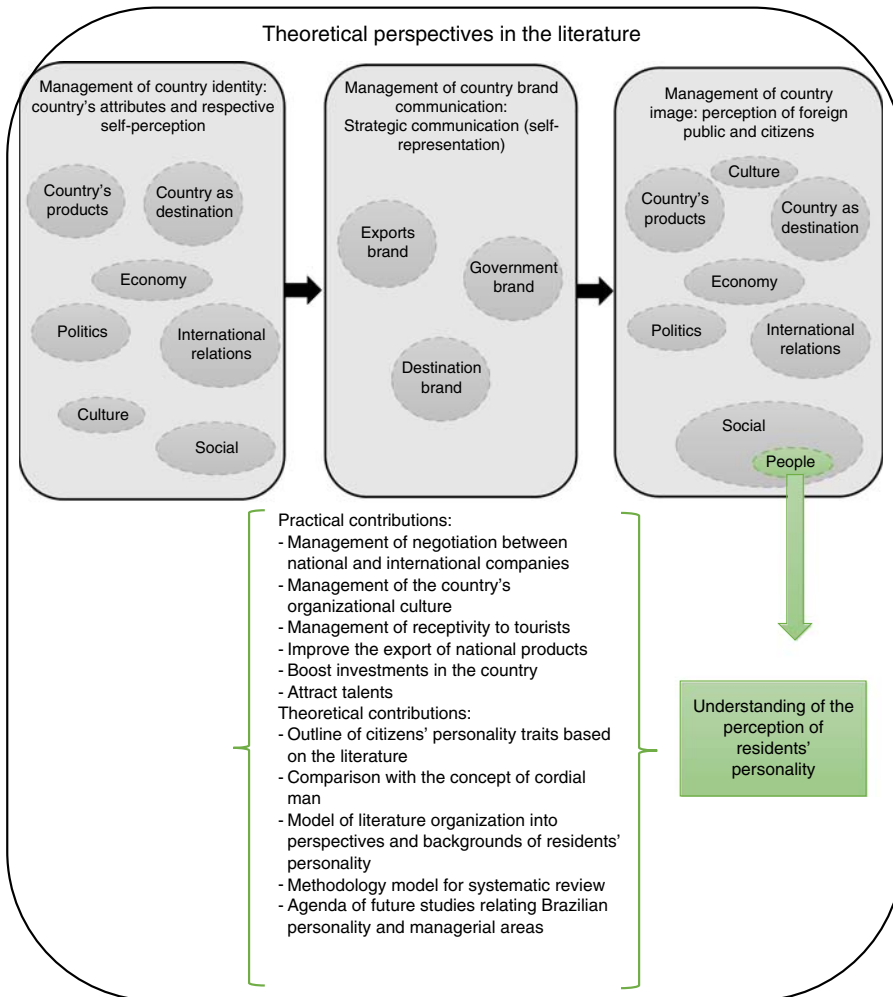 Theoretical perspectives in the literature
Management of country identity:
country's attributes and respective
self-perception
Country's
products
Country as
destination
Economy
Politics
International
relations
Culture
Social
Management of country brand
communication:
Strategic communication (self-
representation)
Exports
brand
Government
brand
Destination
brand
Management of country
image: perception of foreign
public and citizens
Culture
Country's
products
Country as
destination
Economy
Politics
International
relations
Social
People
Practical contributions:
- Management of negotiation between
national and international companies
- Management of the country's
organizational culture
- Management of receptivity to tourists
- Improve the export of national products
- Boost investments in the country
- Attract talents
Theoretical contributions:
- Outline of citizens' personality traits based
on the literature
- Comparison with the concept of cordial
man
- Model of literature organization into
perspectives and backgrounds of residents'
personality
- Methodology model for systematic review
- Agenda of future studies relating Brazilian
personality and managerial areas
Understanding of the
perception of
residents'
personality